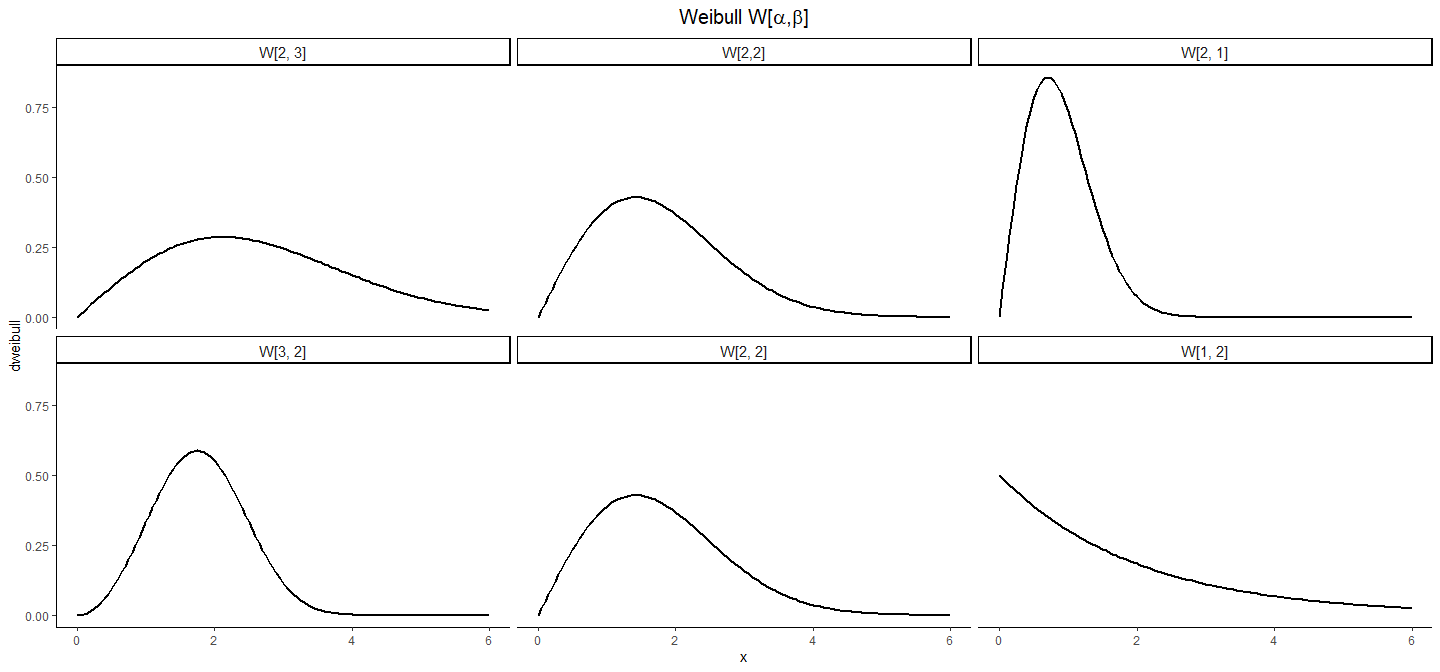 Weibull W[α,β]
W[2, 3]
W[2,2]
W[2, 1]
0.75
0.50
0.25
0.00
dweibull
W[3, 2]
W[2, 2]
W[1, 2]
0.75
0.50
0.25
0.00
0 2 4 6
0 2 4 6
0 2 4 6
x